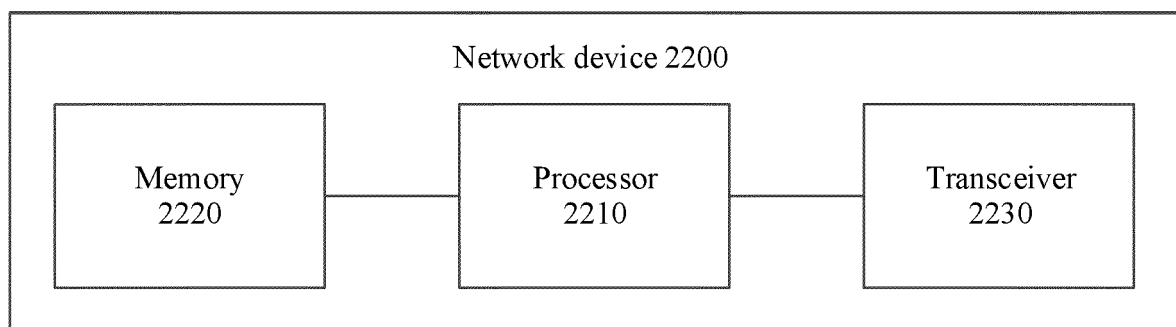 Network device 2200
Memory
2220
Processor
2210
Transceiver
2230